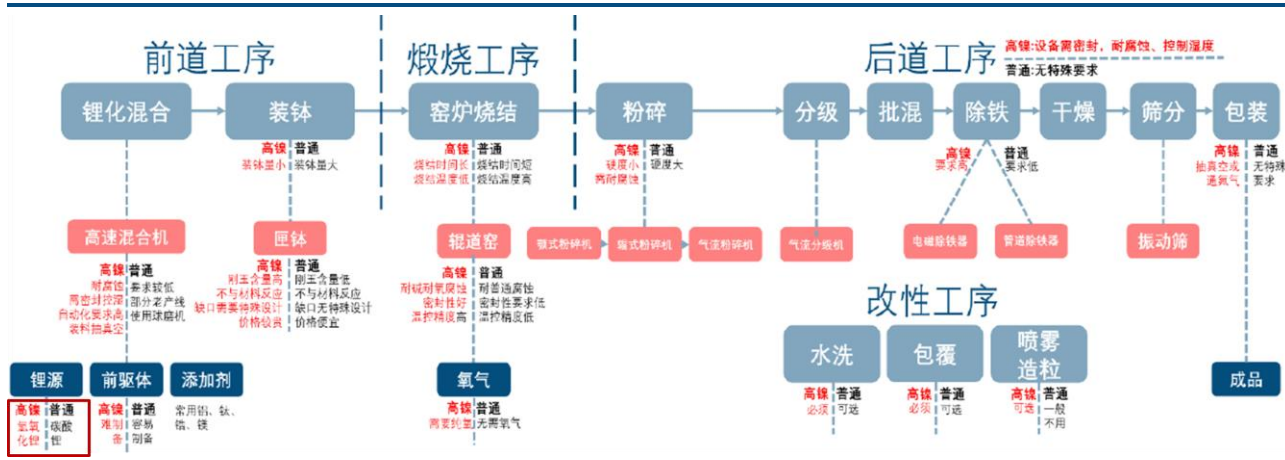 前道工序
煅烧工序
后道工序
高镍:设备需密封，耐腐蚀、控制湿度
普通:无特殊要求
锂化混合
装钵
窑炉烧结
粉碎
分级
批混
除铁
干燥
筛分
包装
高镍 普通
装钵量小 装钵量大
高镍 普通
烧结时间长 烧结时间短
烧结温度低 烧结温度高
高镍 普通
硬度小 硬度大
需耐腐蚀
高镍 普通
要求高 要求低
高镍 普通
抽真空或 无特殊
通氮气 要求
高速混合机
匣钵
辊道窑
颚式粉碎机
辊式粉碎机
气流粉碎机
气流分级机
电磁除铁器
管道除铁器
振动筛
高镍 普通
耐腐蚀 要求较低
需密封控湿 部分老产线
自动化要求高 使用球磨机
装料抽真空
高镍 普通
刚玉含量高 刚玉含量低
不与材料反应 不与材料反应
缺口需要特殊设计 缺口无特殊设计
价格较贵 价格便宜
高镍 普通
耐碱耐氧腐蚀 耐普通腐蚀
密封性好 密封性要求低
温控精度高 温控精度低
改性工序
水洗
包覆
喷雾
造粒
高镍 普通
必须 可选
高镍 普通
必须 可选
高镍 普通
可选 一般
不用
锂源
前驱体
添加剂
氧气
成品
高镍 普通
氢氧 碳酸
化锂 锂
高镍 普通
难制 容易
备 制备
常用铝、钛、
锆、镁
高镍 普通
需要纯氧 无需氧气